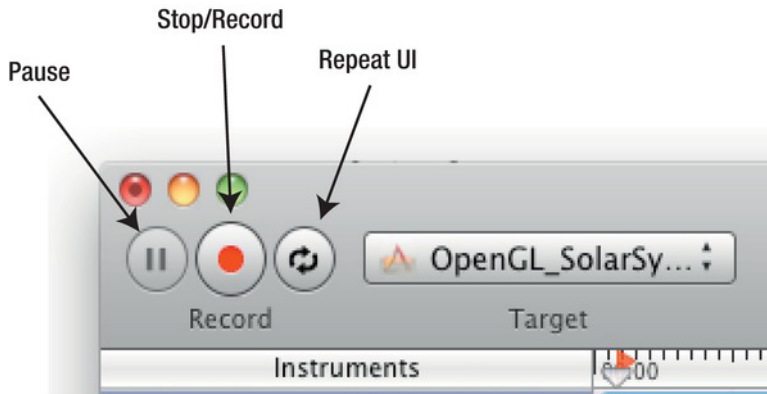 Stop/Record
Pause
Repeat UI
OpenGL_SolarSy...
Record
Target
Instruments